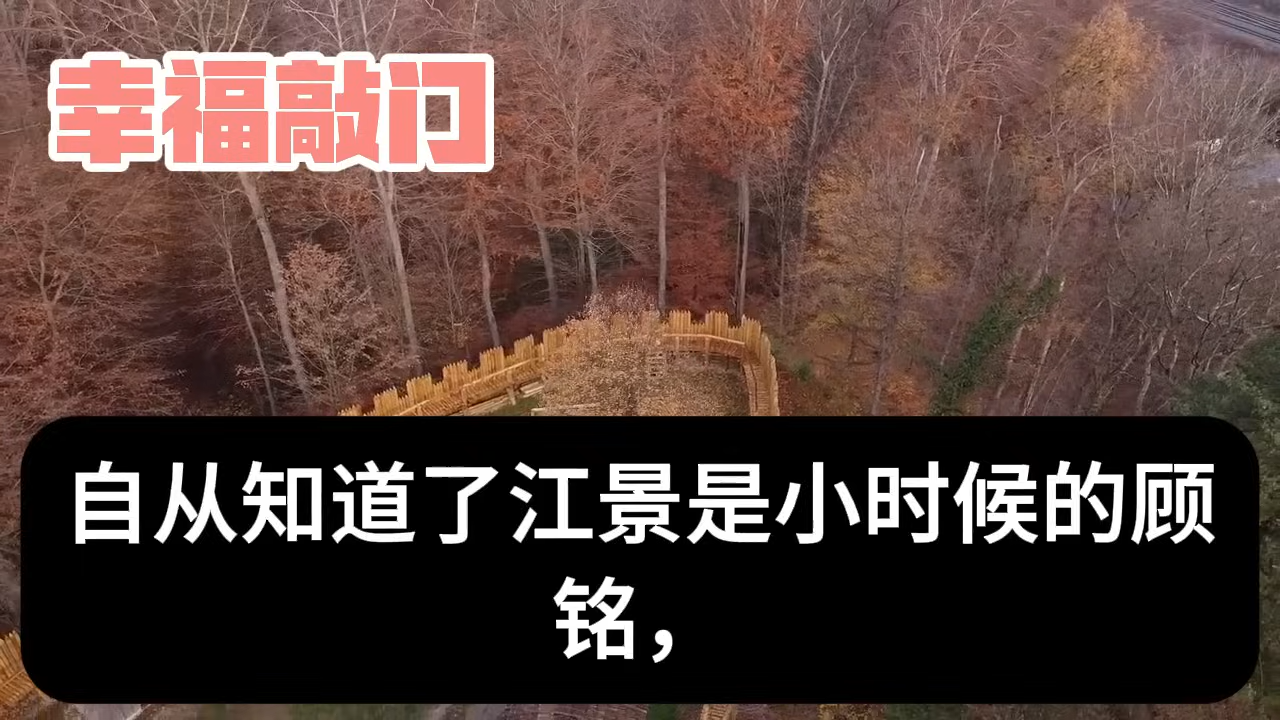 幸福敲门
自从知道了江景是小时候的顾
铭，